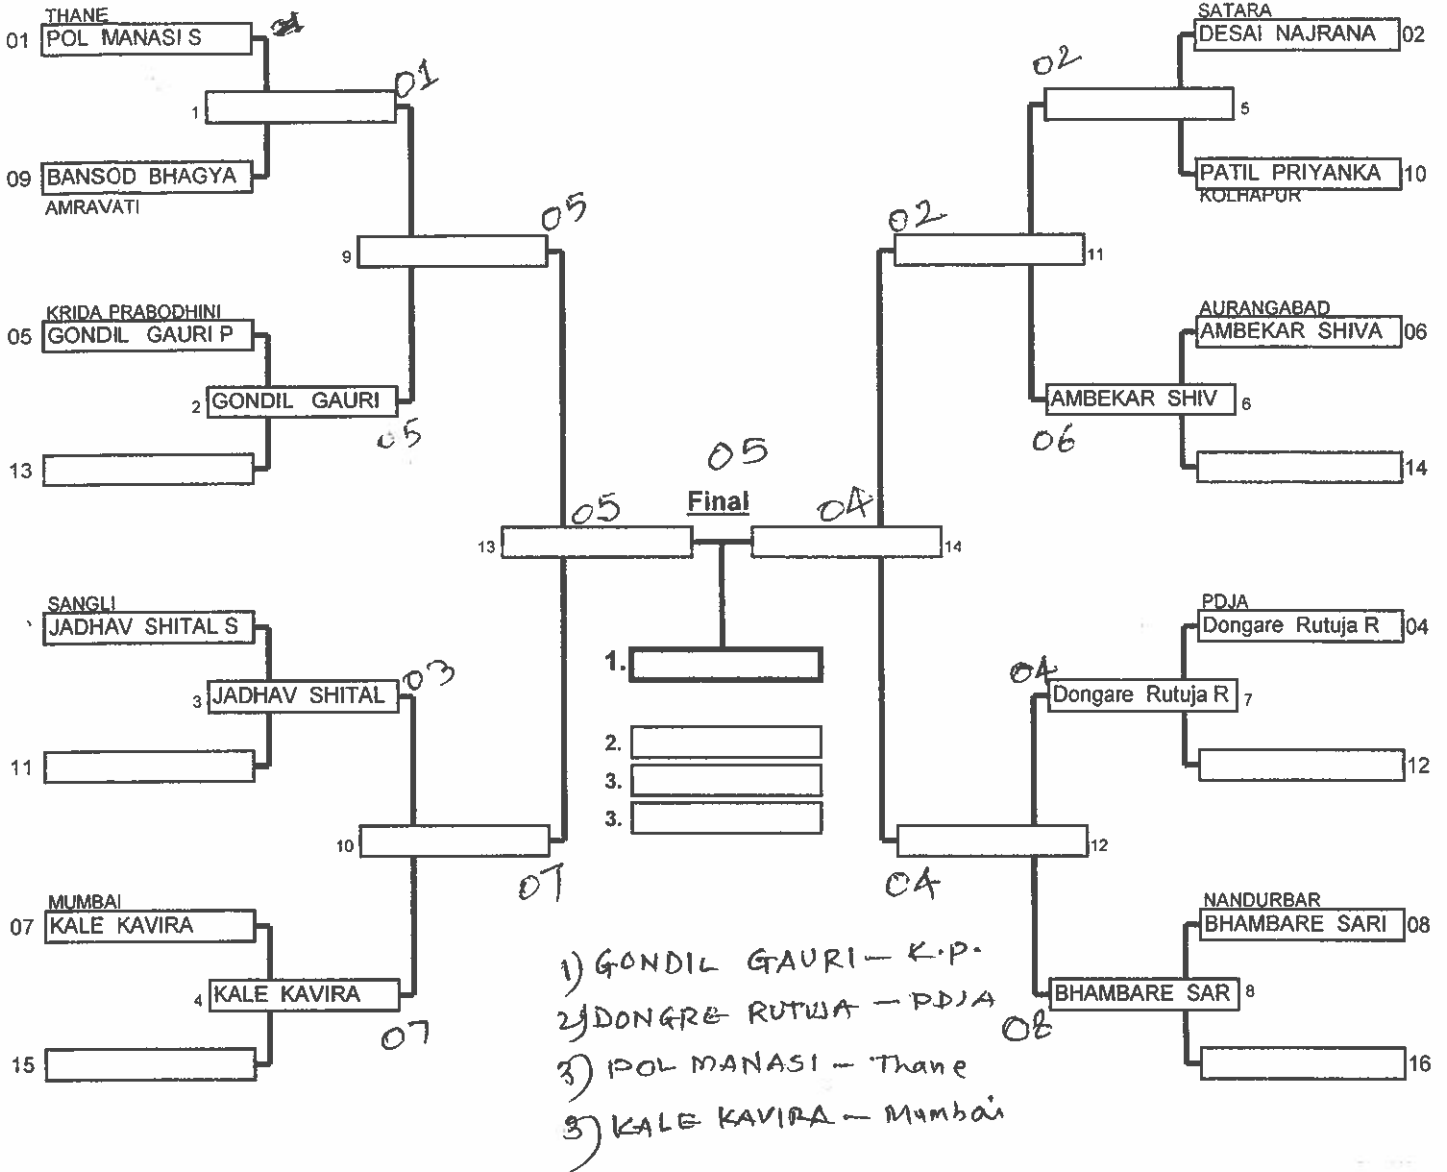 THANE
01 POL MANASI S
01
1
09 BANSOD BHAGYA
AMRAVATI
05
9
KRIDA PRABODHINI
05 GONDIL GAURI P
2 GONDIL GAURI
05
13
05
13
SANGLI
JADHAV SHITAL S
03
3 JADHAV SHITAL
11
10
07
MUMBAI
07 KALE KAVIRA
4 KALE KAVIRA
07
15
05
Final
1.
2.
3.
3.
SATARA
DESAI NAJRANA 02
02
5
PATIL PRIYANKA 10
KOLHAPUR
02
11
AURANGABAD
AMBEKAR SHIVA 06
AMBEKAR SHIV 6
06
14
04
14
PDJA
Dongare Rutuja R 04
04
Dongare Rutuja R 7
12
12
04
NANDURBAR
BHAMBARE SARI 08
BHAMBARE SAR 8
08
16
1) GONDIL GAURI - K.P.
2) DONGRE RUTUJA - PDJA
3) POL MANASI - Thane
3) KALE KAVIRA - Mumbai